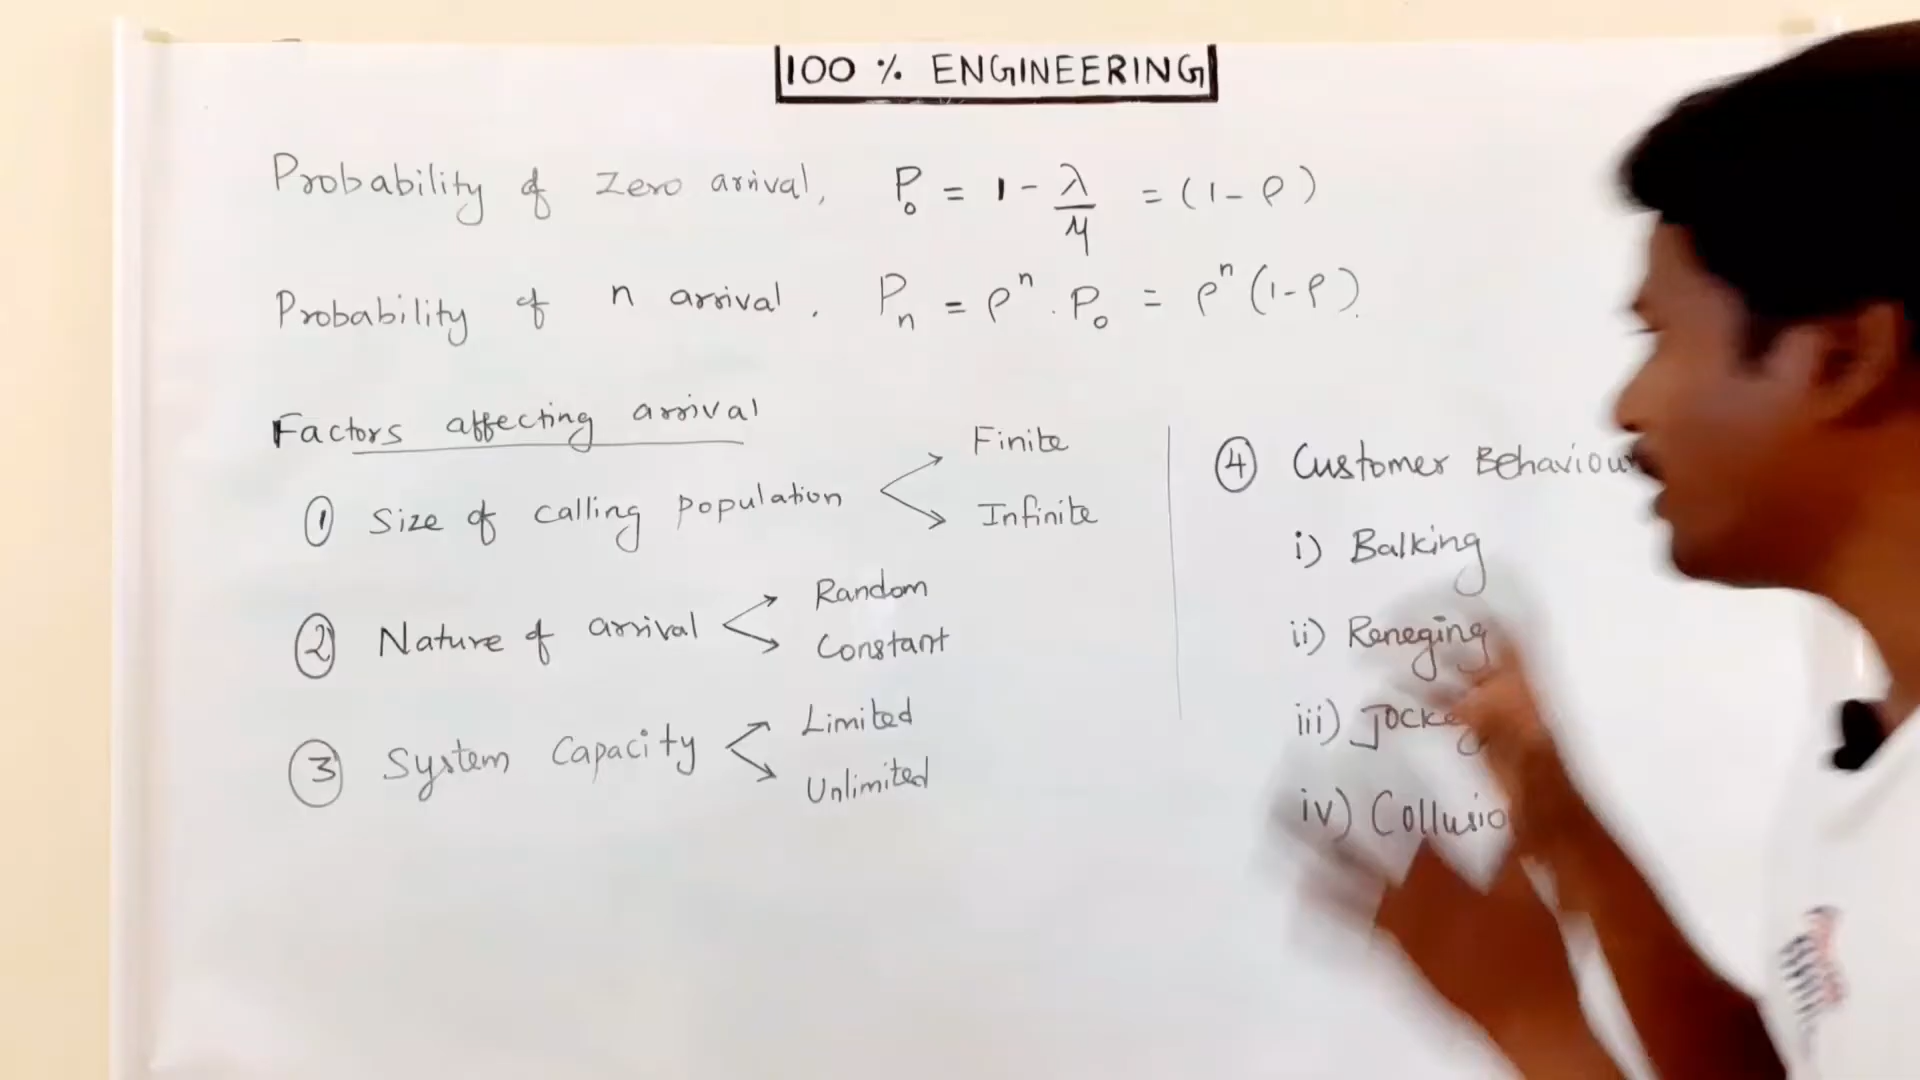 100 % ENGINEERING
Probability of Zero arrival, P₀ = 1 - λ/μ = (1 - ρ)
Probability of n arrival. Pₙ = ρⁿ . P₀ = ρⁿ (1 - ρ).
Factors affecting arrival
① Size of calling population
Finite
Infinite
② Nature of arrival
Random
Constant
③ System Capacity
Limited
Unlimited
④ Customer Behaviour
i) Balking
ii) Reneging
iii)
iv)